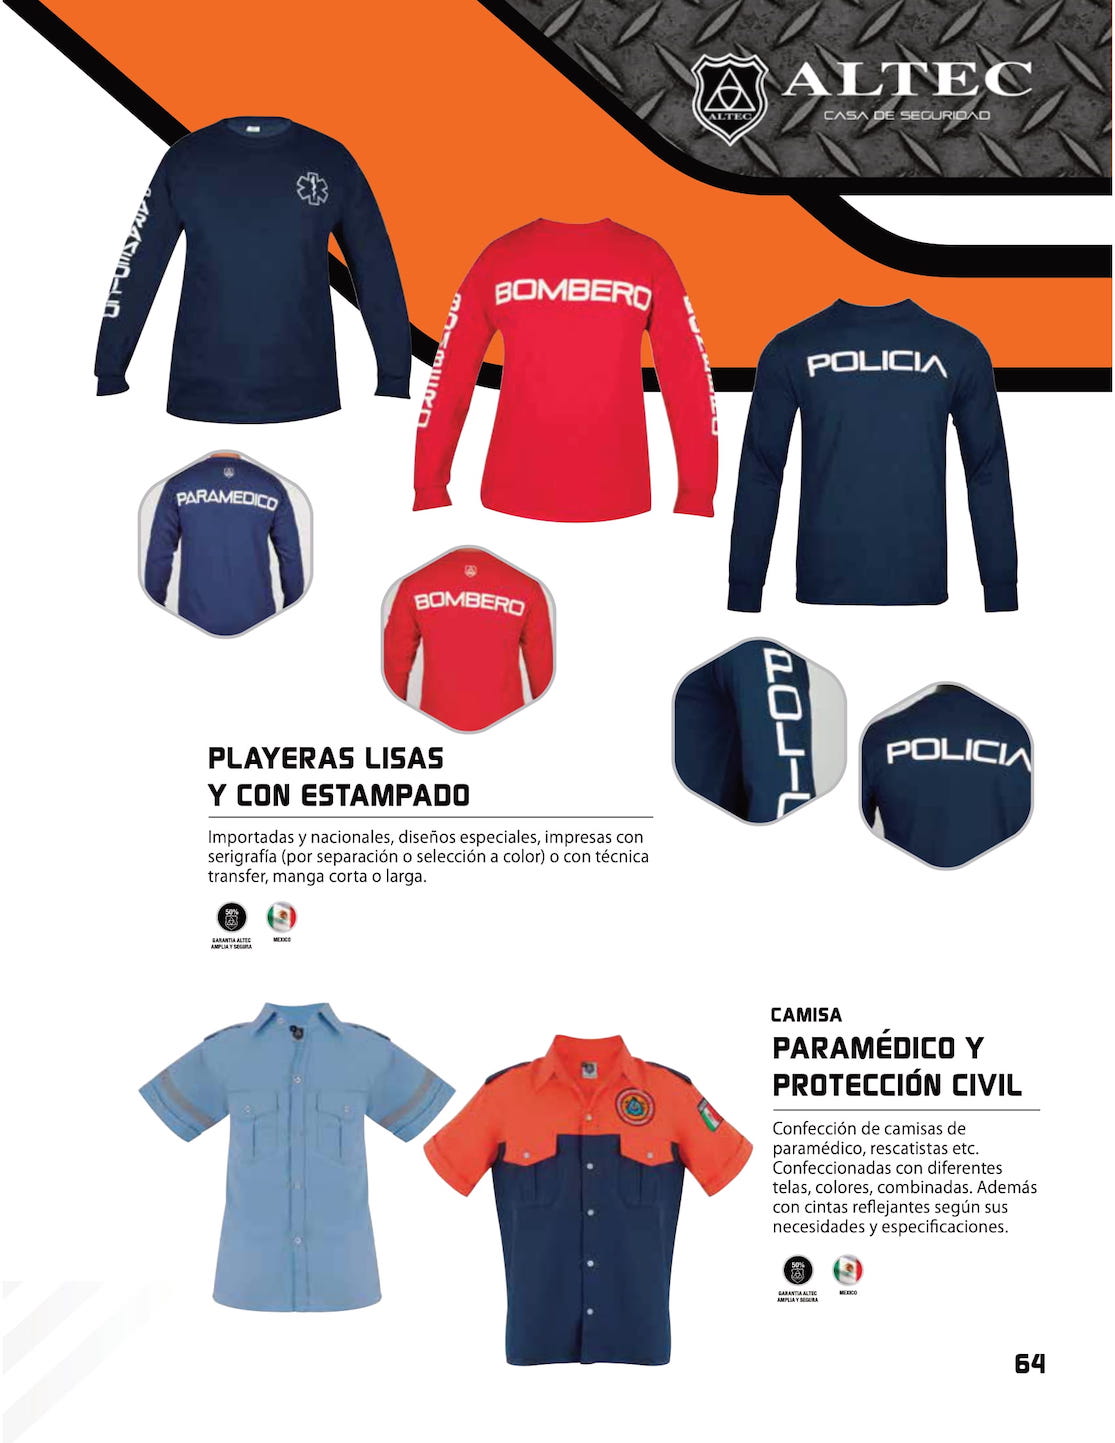 ALTEC
ALTEC
CASA DE SEGURIDAD
BOMBERO
BOMBERO
POLICIA
PARAMEDICO
BOMBERO
POLIC
POLICIA
PLAYERAS LISAS
Y CON ESTAMPADO
Importadas y nacionales, diseños especiales, impresas con
serigrafía (por separación o selección a color) o con técnica
transfer, manga corta o larga.
50%
GARANTIA ALTEC
AMPLIA Y SEGURA
MEXICO
CAMISA
PARAMÉDICO Y
PROTECCIÓN CIVIL
Confección de camisas de
paramédico, rescatistas etc.
Confeccionadas con diferentes
telas, colores, combinadas. Además
con cintas reflejantes según sus
necesidades y especificaciones.
50%
GARANTIA ALTEC
AMPLIA Y SEGURA
MEXICO
64